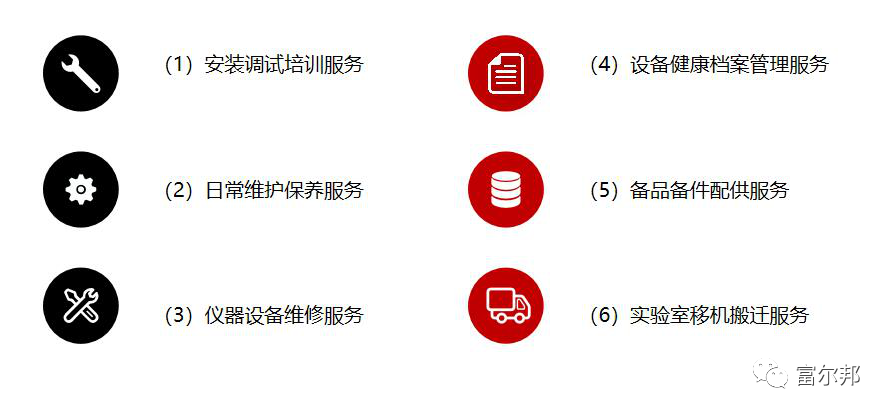 （1）安装调试培训服务
（2）日常维护保养服务
（3）仪器设备维修服务
（4）设备健康档案管理服务
（5）备品备件配供服务
（6）实验室移机搬迁服务
富尔邦